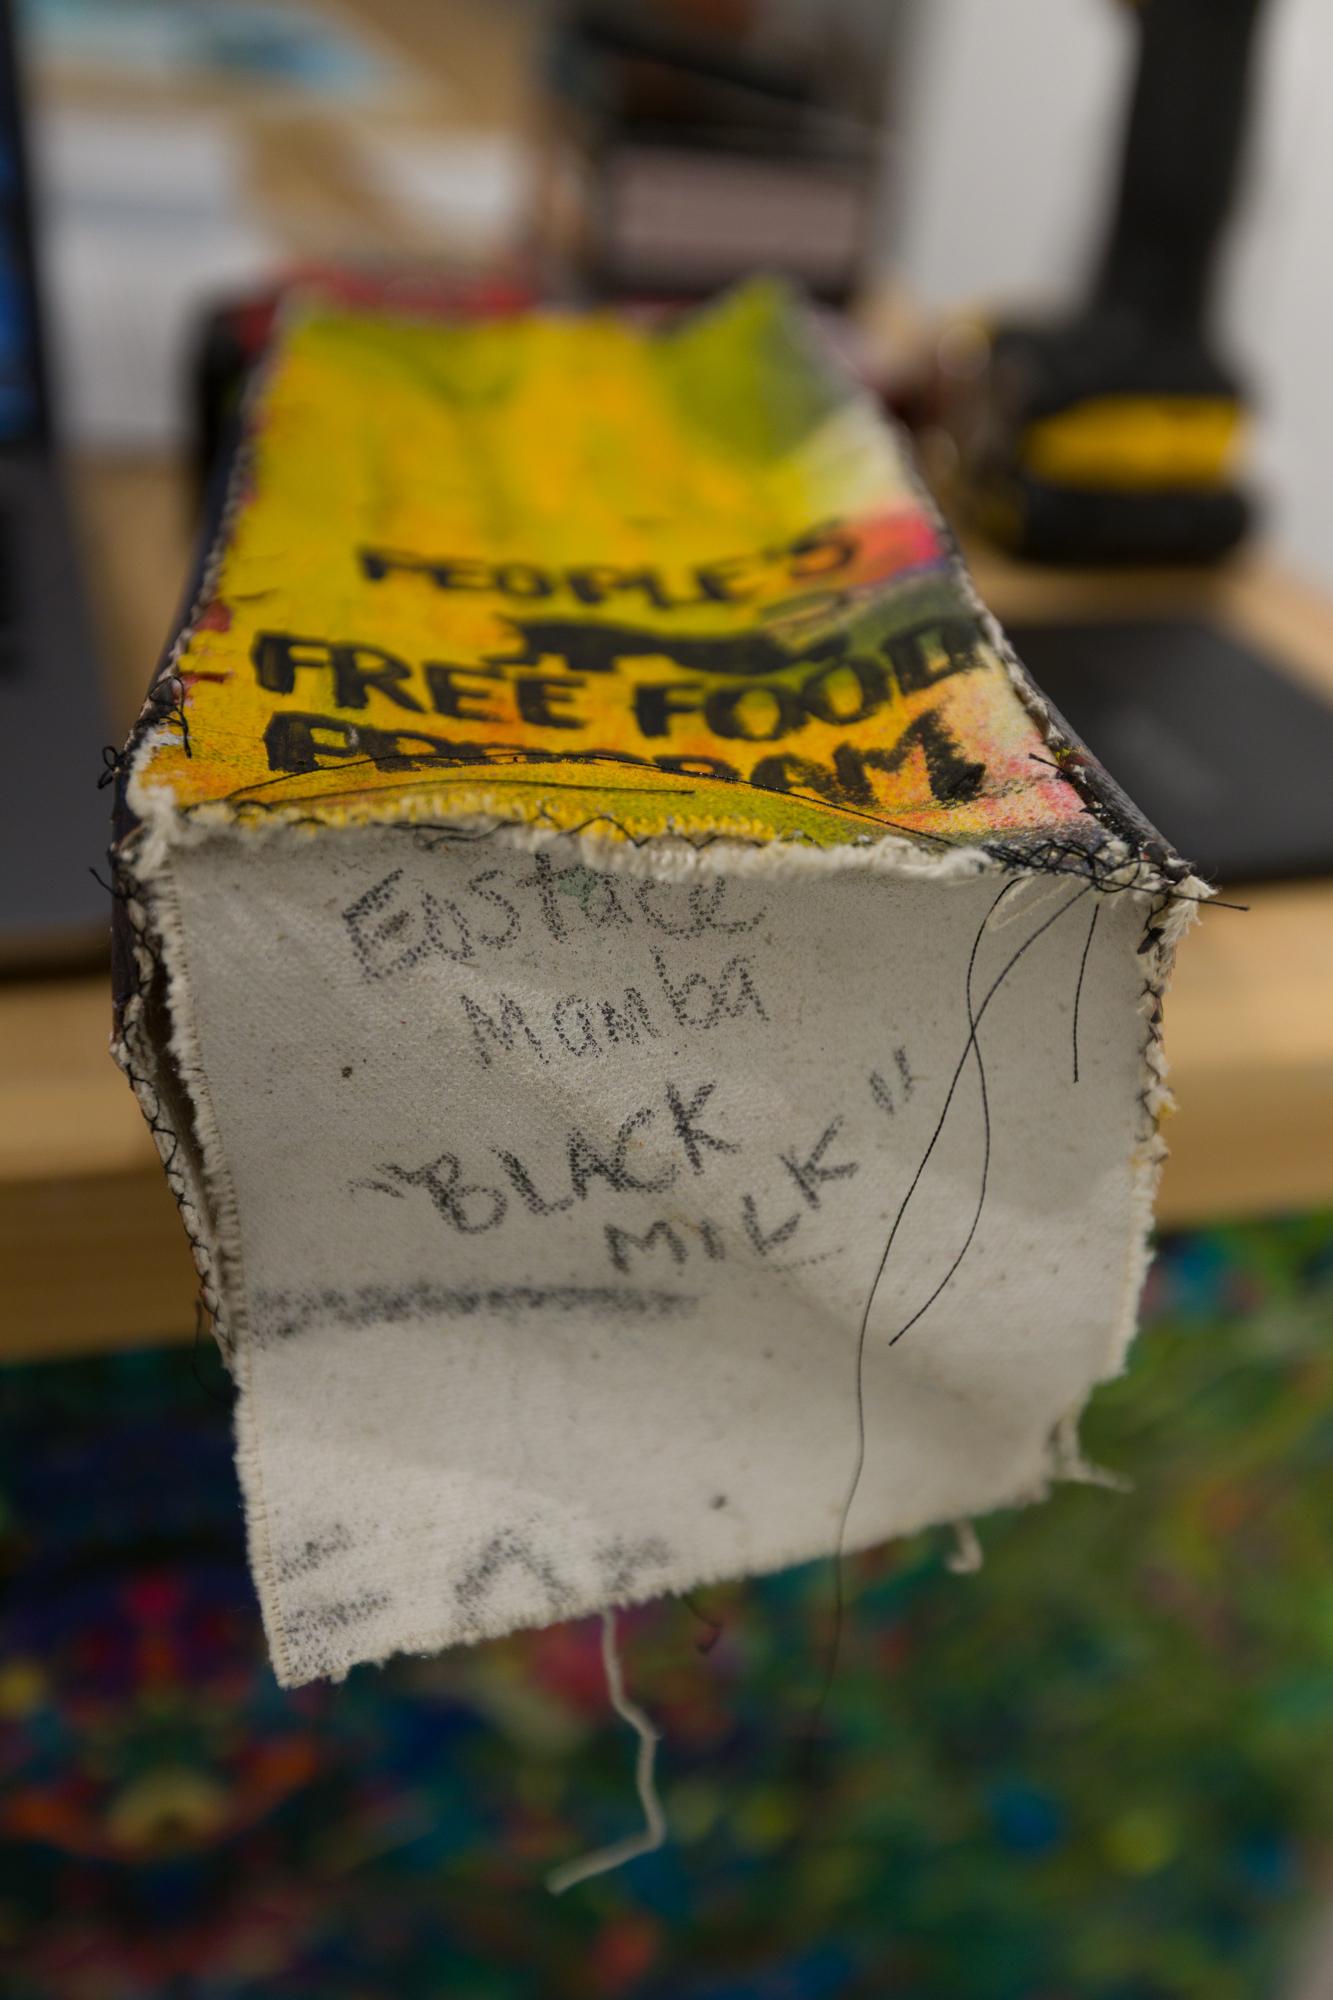 PEOPLE'S
FREE FOOD
PROGRAM
Eustace
Mamba
"BLACK
MILK"